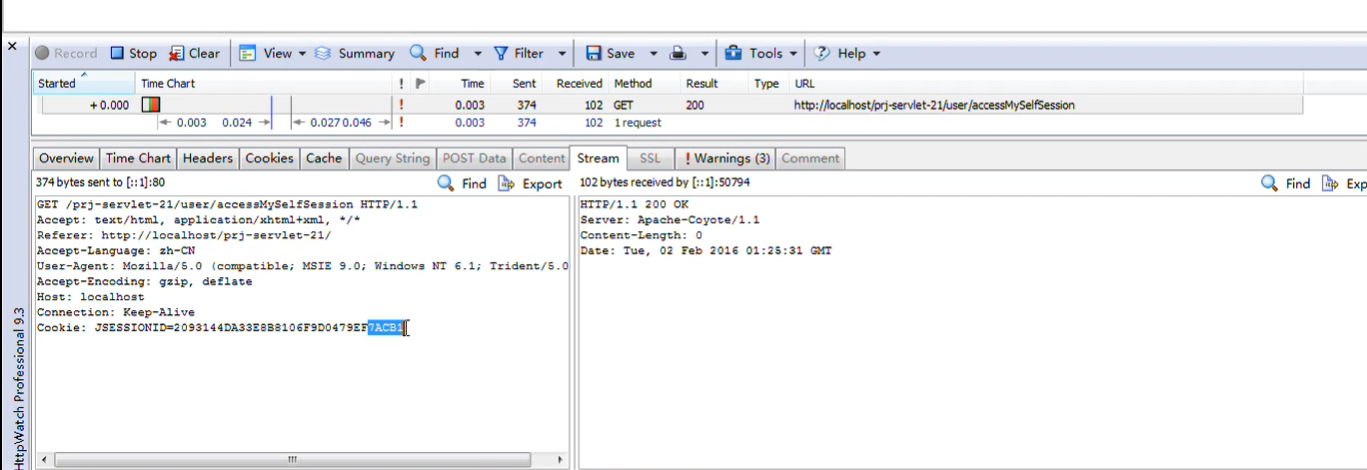 Record Stop Clear View Summary Find Filter Save Tools Help
Started Time Chart ! Time Sent Received Method Result Type URL
+ 0.000 ! 0.003 374 102 GET 200 http://localhost/prj-servlet-21/user/accessMySelfSession
0.003 0.024 0.027 0.046 ! 0.003 374 102 1 request
Overview Time Chart Headers Cookies Cache Query String POST Data Content Stream SSL ! Warnings (3) Comment
374 bytes sent to [::1]:80 Find Export
GET /prj-servlet-21/user/accessMySelfSession HTTP/1.1
Accept: text/html, application/xhtml+xml, */*
Referer: http://localhost/prj-servlet-21/
Accept-Language: zh-CN
User-Agent: Mozilla/5.0 (compatible; MSIE 9.0; Windows NT 6.1; Trident/5.0
Accept-Encoding: gzip, deflate
Host: localhost
Connection: Keep-Alive
Cookie: JSESSIONID=2093144DA33E8B8106F9D0479EF7ACB1
102 bytes received by [::1]:50794 Find Exp
HTTP/1.1 200 OK
Server: Apache-Coyote/1.1
Content-Length: 0
Date: Tue, 02 Feb 2016 01:25:31 GMT
HttpWatch Professional 9.3